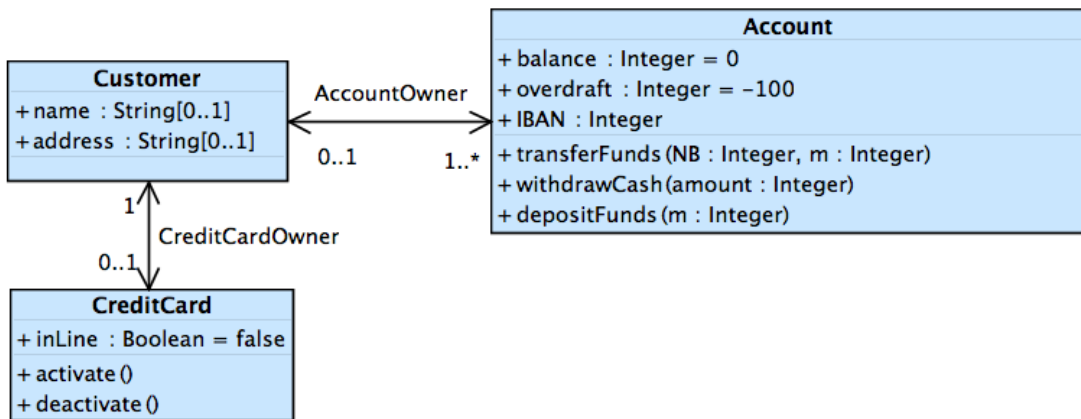 Customer
+ name : String[0..1]
+ address : String[0..1]
AccountOwner
0..1
1..*
Account
+ balance : Integer = 0
+ overdraft : Integer = -100
+ IBAN : Integer
+ transferFunds (NB : Integer, m : Integer)
+ withdrawCash (amount : Integer)
+ depositFunds (m : Integer)
1
CreditCardOwner
0..1
CreditCard
+ inLine : Boolean = false
+ activate ()
+ deactivate ()